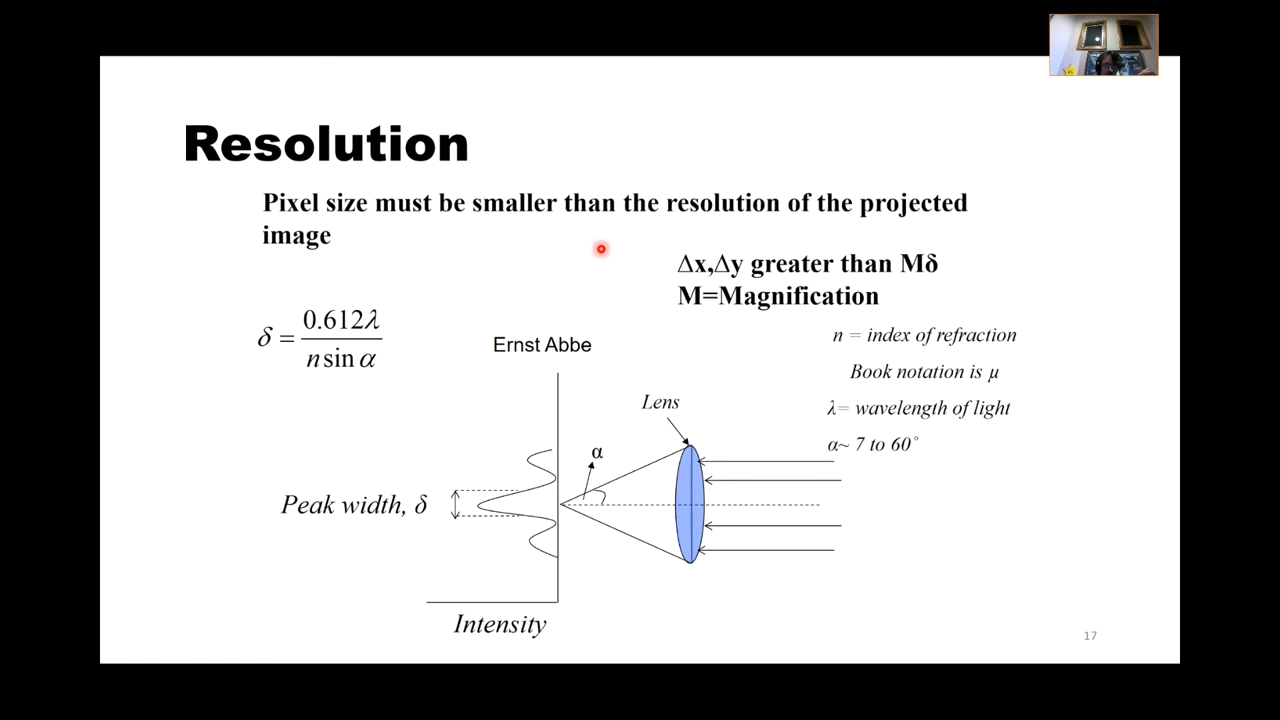 Resolution
Pixel size must be smaller than the resolution of the projected
image
Δx,Δy greater than Mδ
M=Magnification
δ = 0.612λ / n sin α
Ernst Abbe
n = index of refraction
Book notation is μ
λ= wavelength of light
α~ 7 to 60°
Lens
α
Peak width, δ
Intensity
17